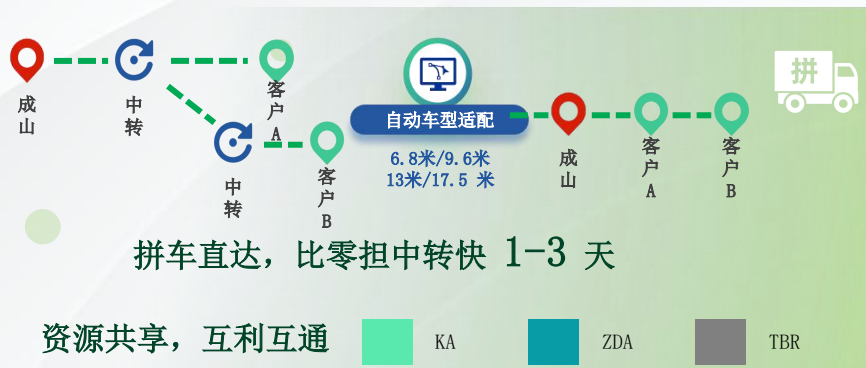 成山
中转
客户A
中转
客户B
自动车型适配
6.8米/9.6米
13米/17.5 米
成山
客户A
客户B
拼
拼车直达，比零担中转快 1-3 天
资源共享，互利互通
KA
ZDA
TBR